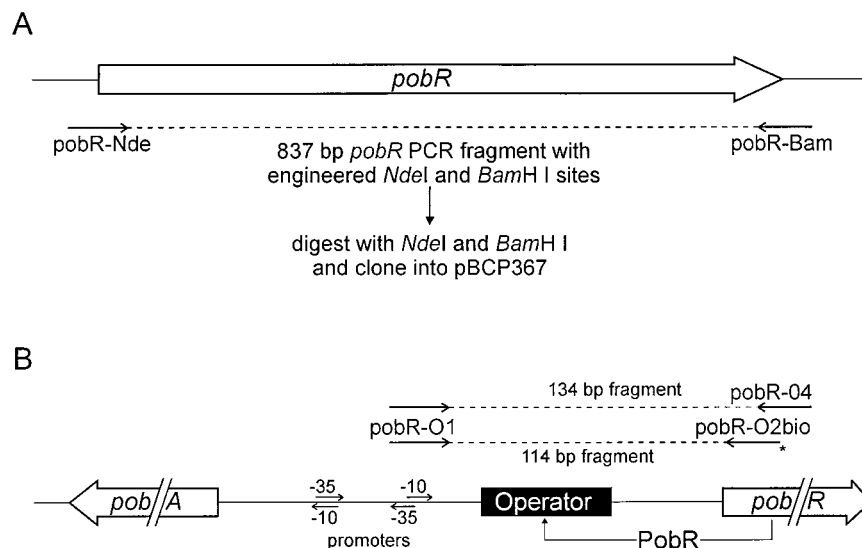 A
pobR
pobR-Nde
pobR-Bam
837 bp pobR PCR fragment with
engineered NdeI and BamH I sites
digest with NdeI and BamH I
and clone into pBCP367
B
134 bp fragment
pobR-04
pobR-O1
pobR-O2bio
*
114 bp fragment
pob A
-35
-10
Operator
pob R
-10
-35
promoters
PobR